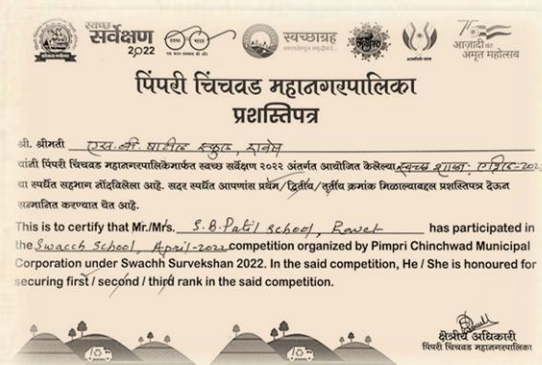 स्वच्छ
सर्वेक्षण
2022
स्वच्छाग्रह
आज़ादी का
अमृत महोत्सव
पिंपरी चिंचवड महानगरपालिका
प्रशस्तिपत्र
श्री. श्रीमती एस.बी. पाटील स्कूल, रावेत
यांनी पिंपरी चिंचवड महानगरपालिकेमार्फत स्वच्छ सर्वेक्षण २०२२ अंतर्गत आयोजित केलेल्या स्वच्छ शाळा, एप्रिल-2022
या स्पर्धेत सहभाग नोंदविलेला आहे. सदर स्पर्धेत आपणांस प्रथम/द्वितीय/तृतीय क्रमांक मिळाल्याबद्दल प्रशस्तिपत्र देऊन
सन्मानित करण्यात येत आहे.
This is to certify that Mr./Mrs. S.B. Patil School, Ravet has participated in
the Swacch School, April-2022 competition organized by Pimpri Chinchwad Municipal
Corporation under Swachh Survekshan 2022. In the said competition, He / She is honoured for
securing first / second / third rank in the said competition.
क्षेत्रीय अधिकारी
पिंपरी चिंचवड महानगरपालिका